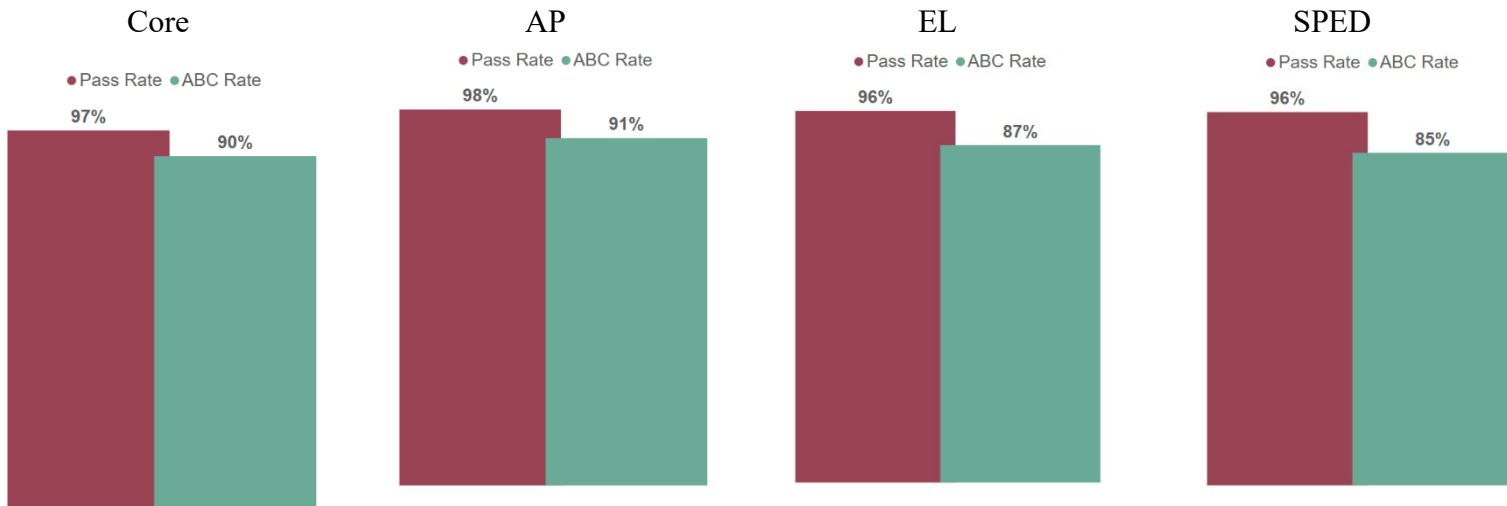 Core
Pass Rate ABC Rate
97%
90%
AP
Pass Rate ABC Rate
98%
91%
EL
Pass Rate ABC Rate
96%
87%
SPED
Pass Rate ABC Rate
96%
85%